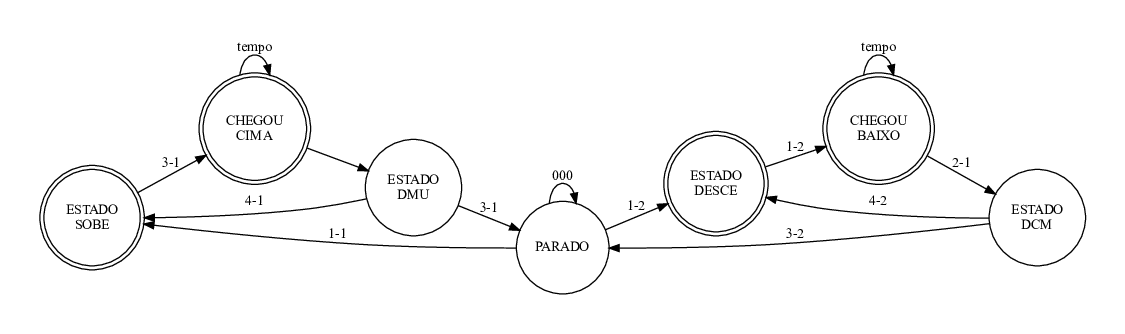 tempo
tempo
CHEGOU
CIMA
CHEGOU
BAIXO
3-1
1-2
2-1
ESTADO
DMU
000
ESTADO
DESCE
ESTADO
SOBE
4-1
3-1
1-2
4-2
ESTADO
DCM
1-1
PARADO
3-2